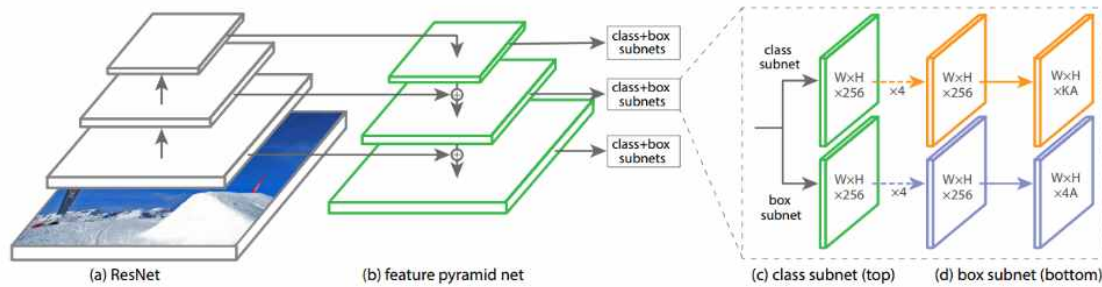 class+box
subnets
class+box
subnets
class+box
subnets
class
subnet
W×H
×256
×4
W×H
×256
W×H
×KA
W×H
×256
×4
W×H
×256
W×H
×4A
box
subnet
(a) ResNet
(b) feature pyramid net
(c) class subnet (top)
(d) box subnet (bottom)